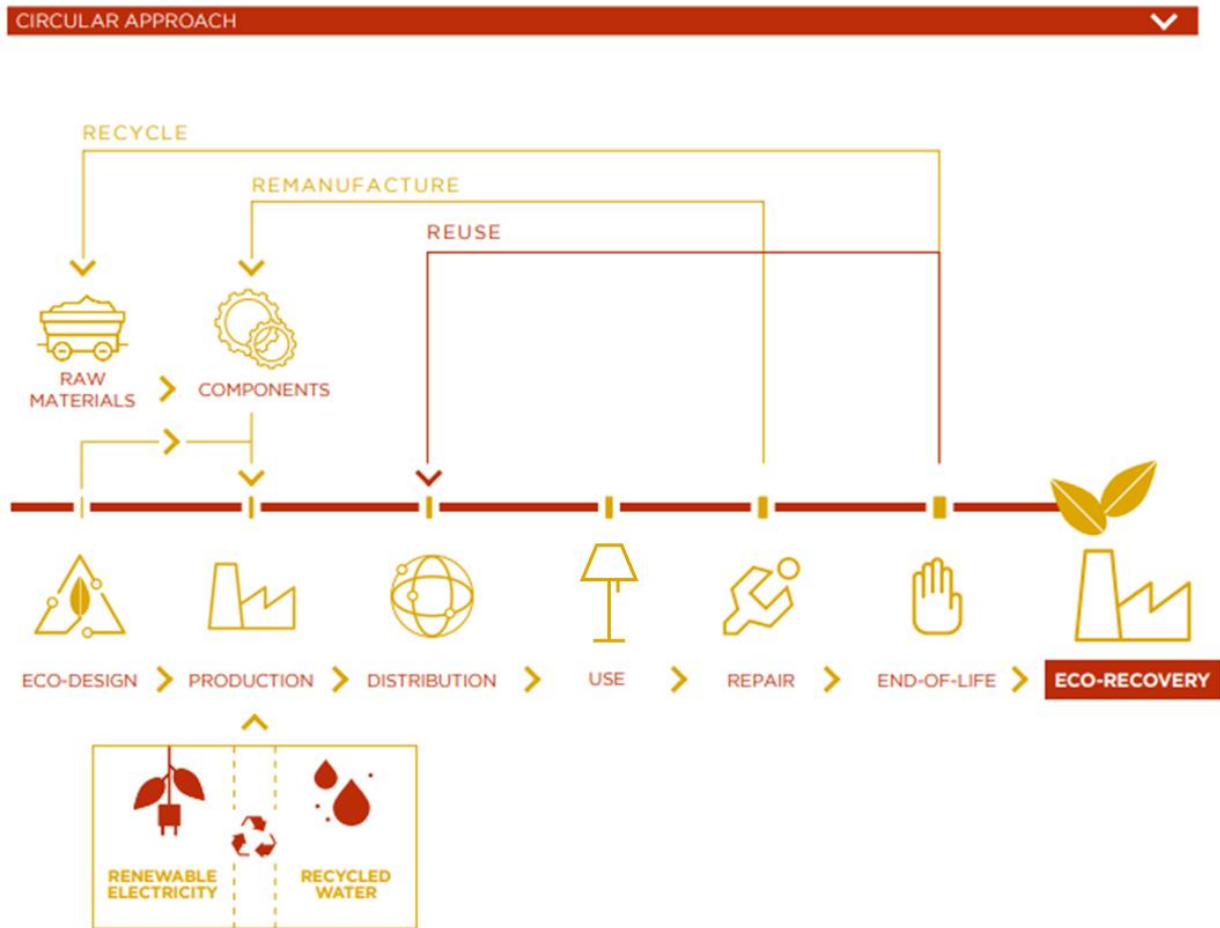 CIRCULAR APPROACH
RECYCLE
REMANUFACTURE
REUSE
RAW
MATERIALS
COMPONENTS
ECO-DESIGN
PRODUCTION
DISTRIBUTION
USE
REPAIR
END-OF-LIFE
ECO-RECOVERY
RENEWABLE
ELECTRICITY
RECYCLED
WATER